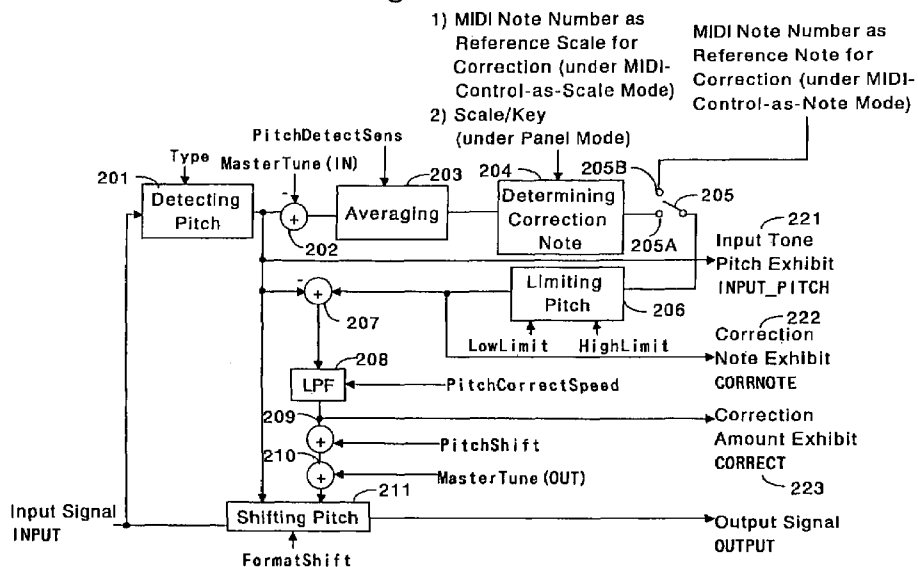 1) MIDI Note Number as
Reference Scale for
Correction (under MIDI-
Control-as-Scale Mode)
2) Scale/Key
(under Panel Mode)
MIDI Note Number as
Reference Note for
Correction (under MIDI-
Control-as-Note Mode)
PitchDetectSens
Type
MasterTune(IN)
201
203
204
205B
205
Detecting
Pitch
-
+
202
Averaging
Determining
Correction
Note
205A
221
Input Tone
Pitch Exhibit
INPUT_PITCH
-
+
207
Limiting
Pitch
206
LowLimit
HighLimit
222
Correction
Note Exhibit
CORRNOTE
208
LPF
PitchCorrectSpeed
209
+
PitchShift
Correction
Amount Exhibit
CORRECT
223
210
+
MasterTune(OUT)
211
Input Signal
INPUT
Shifting Pitch
Output Signal
OUTPUT
FormatShift